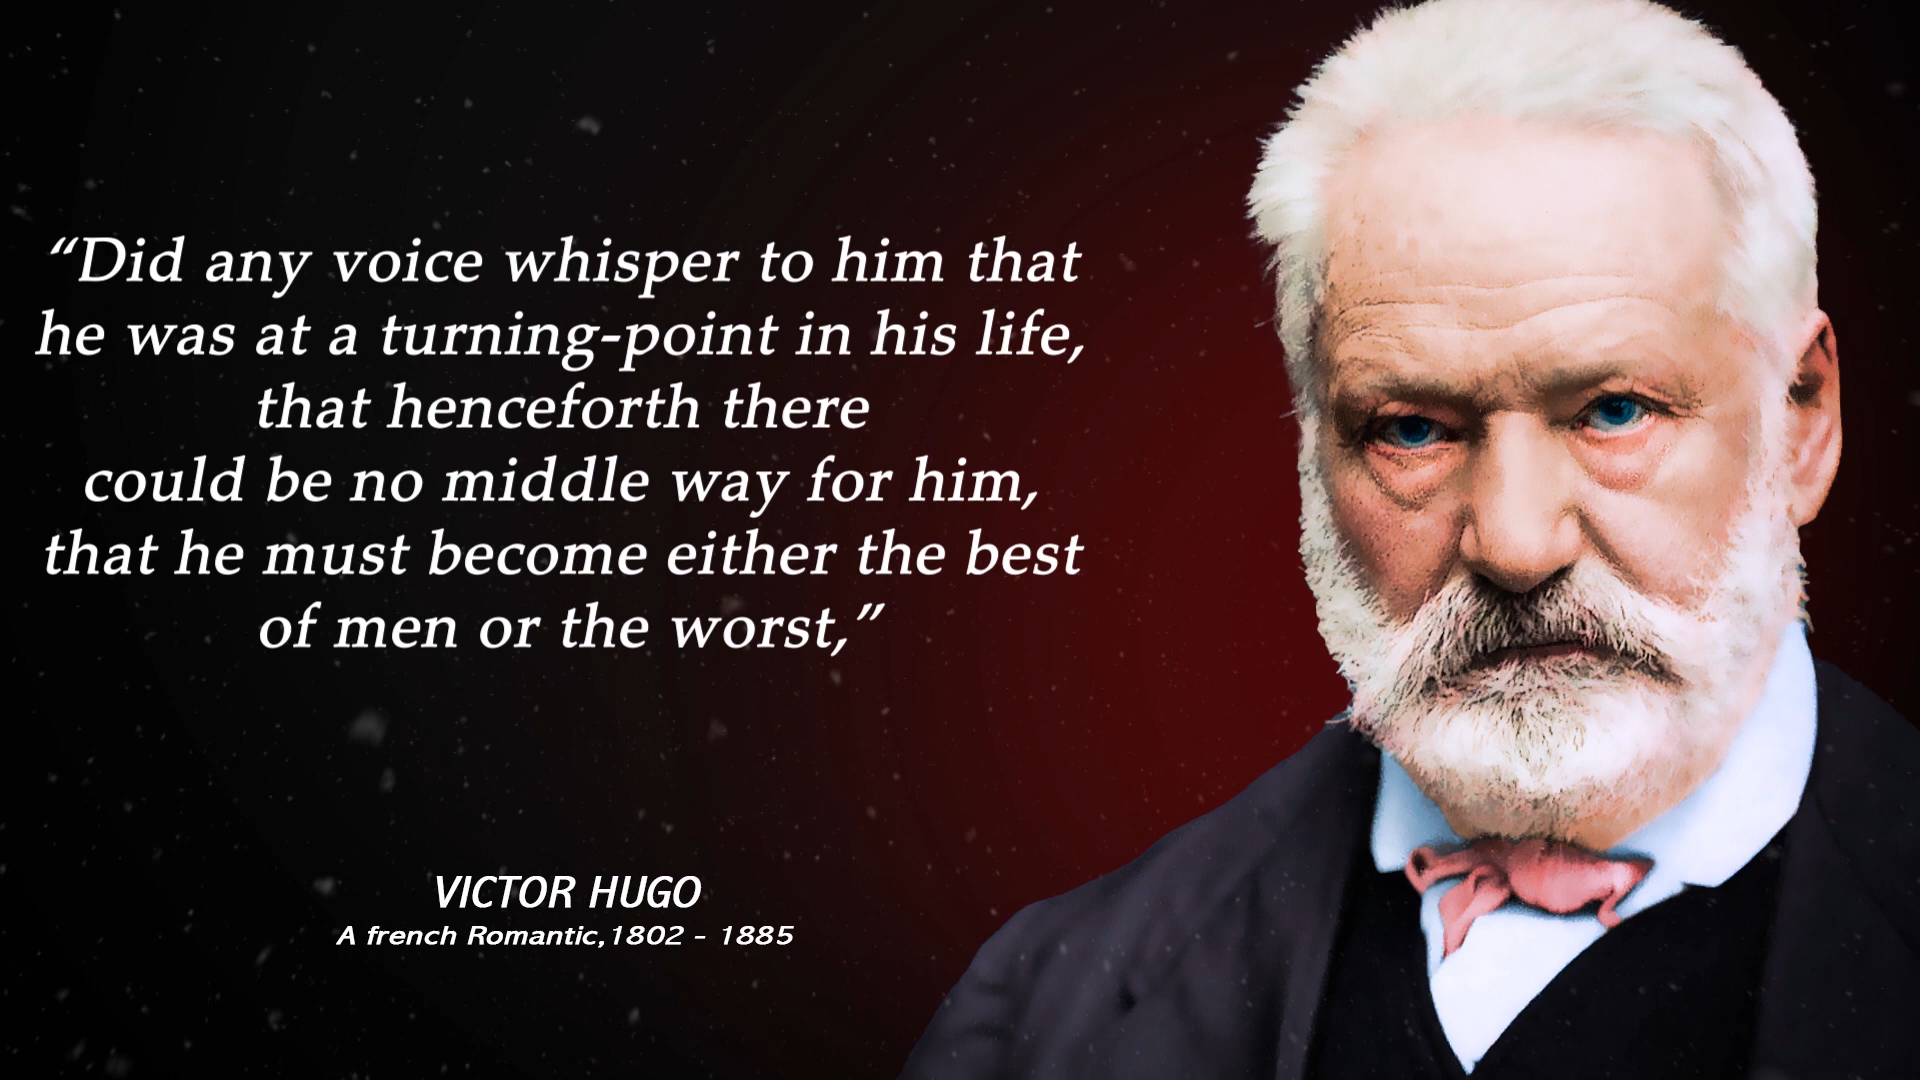 “Did any voice whisper to him that
he was at a turning-point in his life,
that henceforth there
could be no middle way for him,
that he must become either the best
of men or the worst,”
VICTOR HUGO
A french Romantic,1802 - 1885